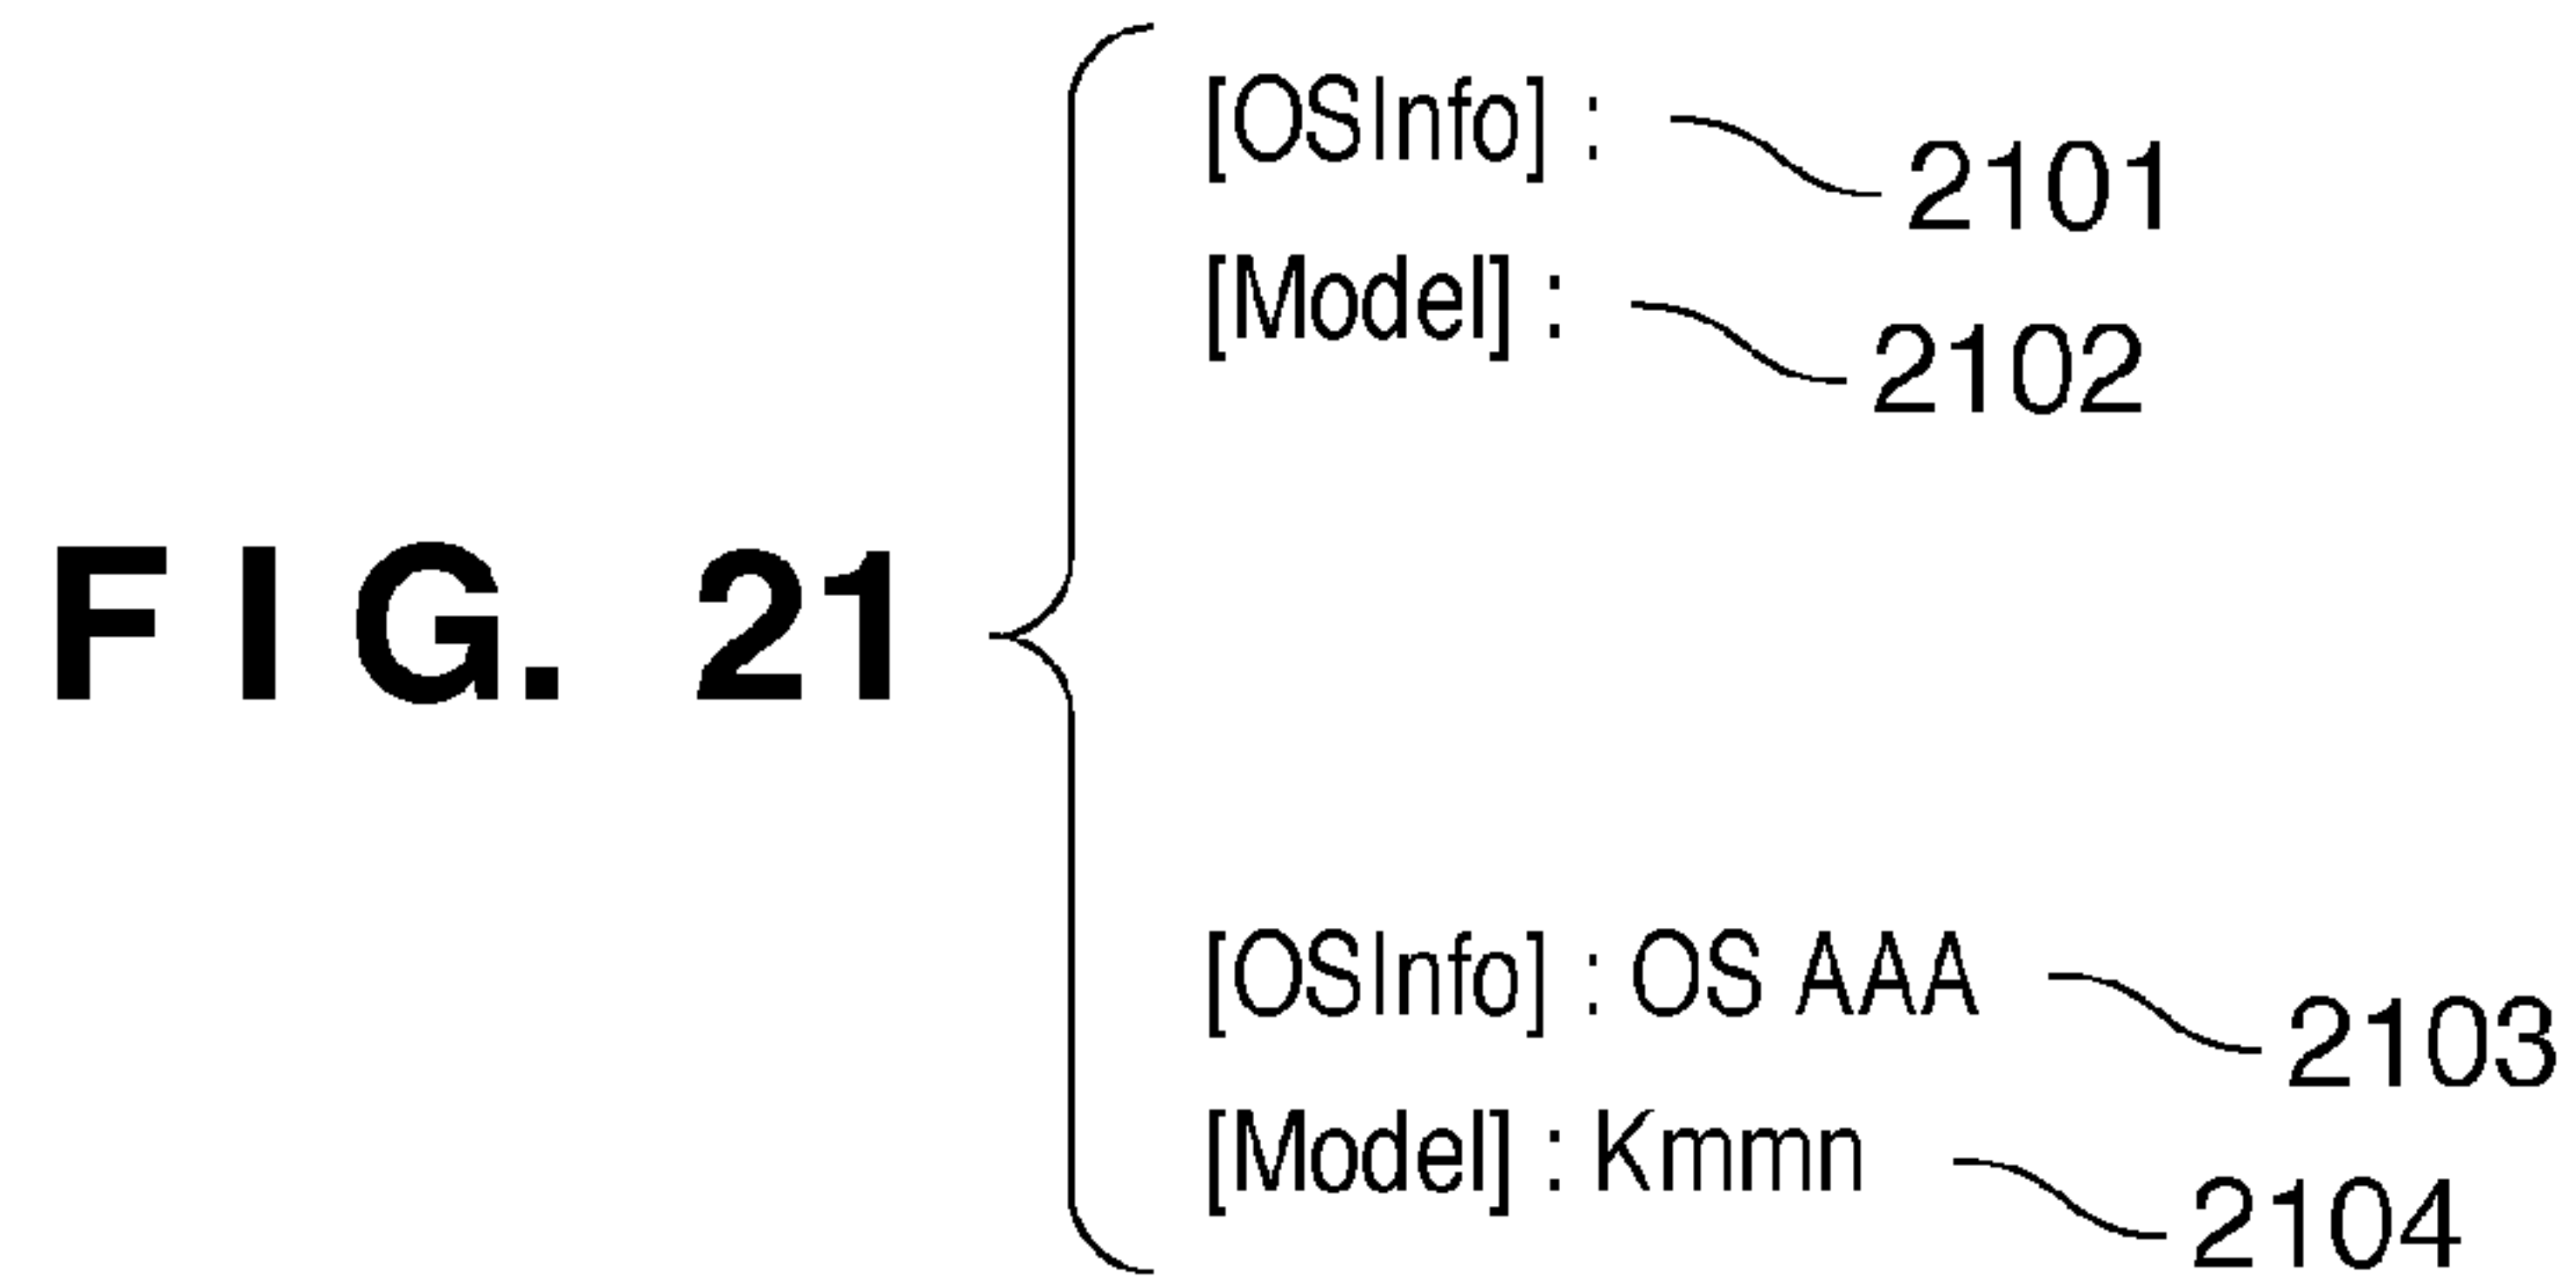 [OSInfo] :
2101
[Model] :
2102
FIG. 21
[OSInfo] : OS AAA
2103
[Model] : Kmmn
2104